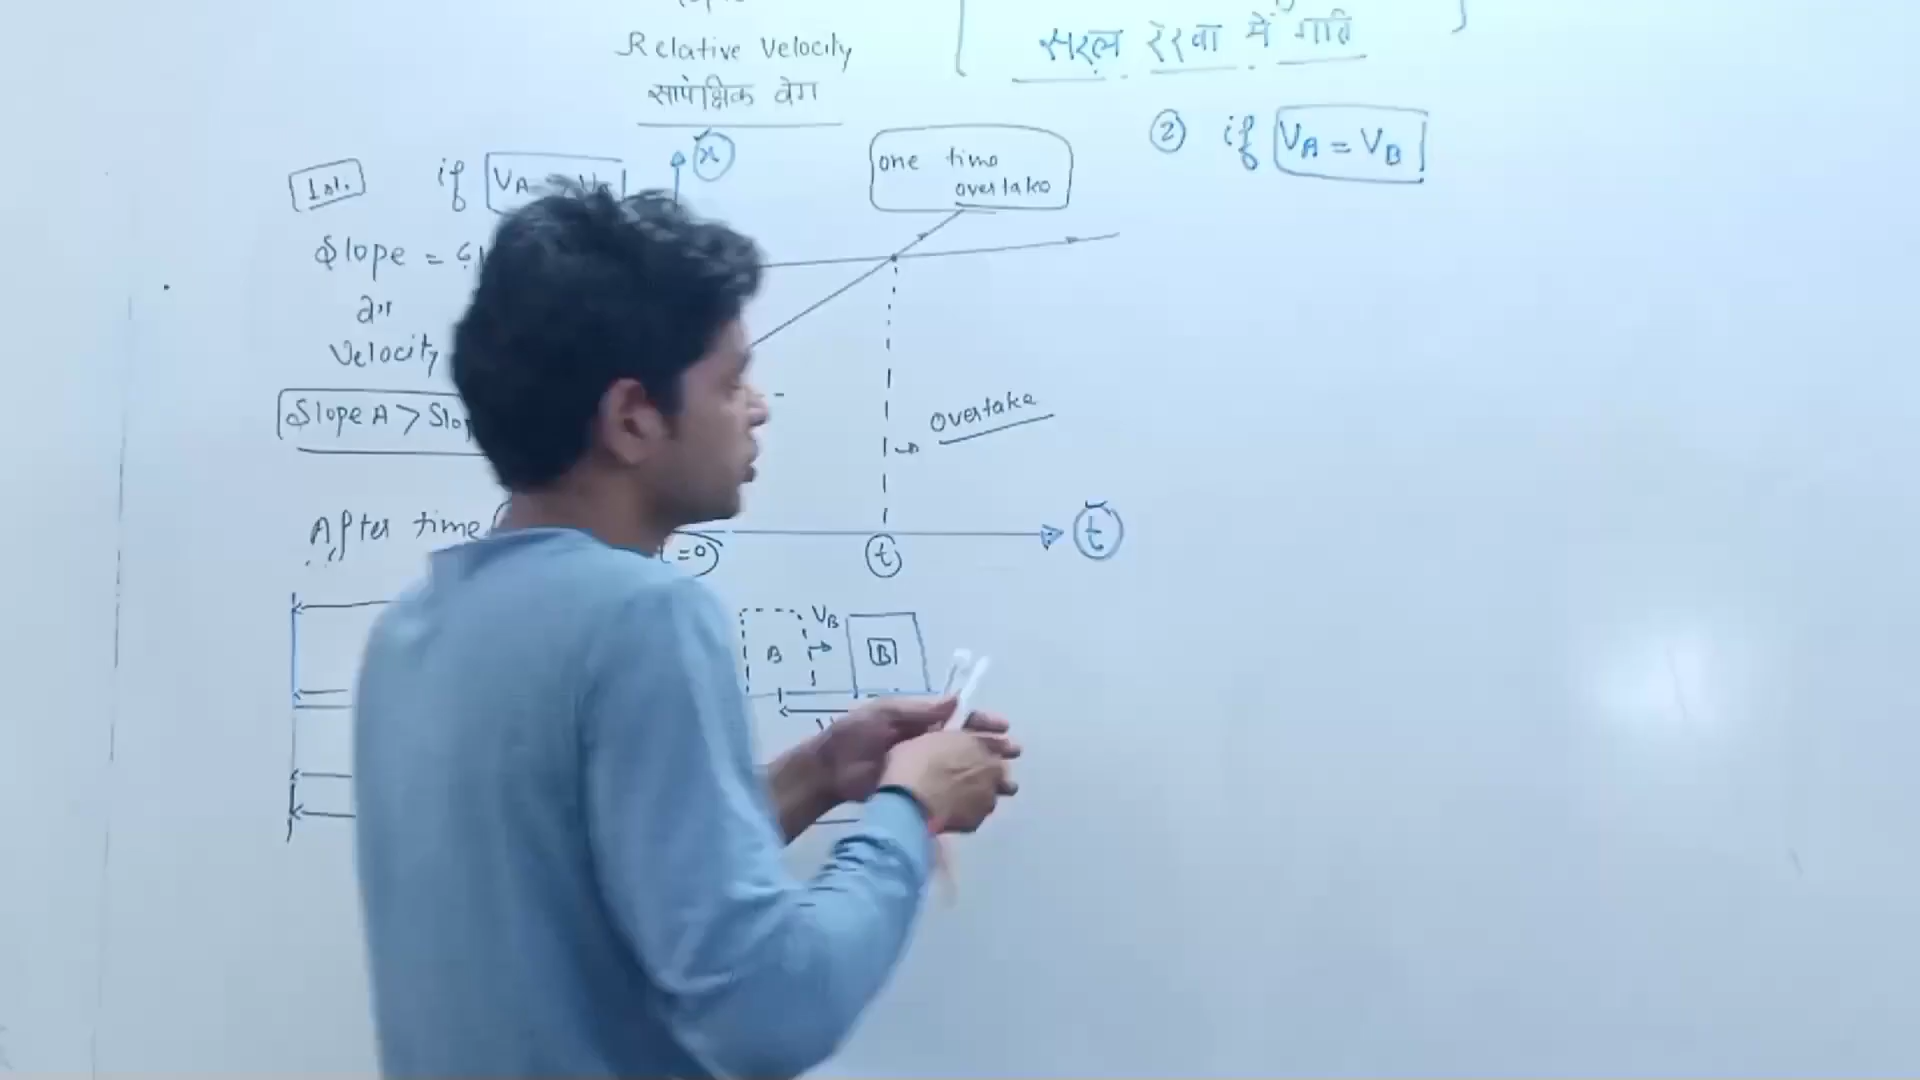 Relative Velocity
सापेक्षिक वेग
सरल रेखा में गति
1st. if
x
one time
overtake
② if VA = VB
Slope =
का
Velocity
Slope A >
overtake
After time
=0
t
t
VB
B
B